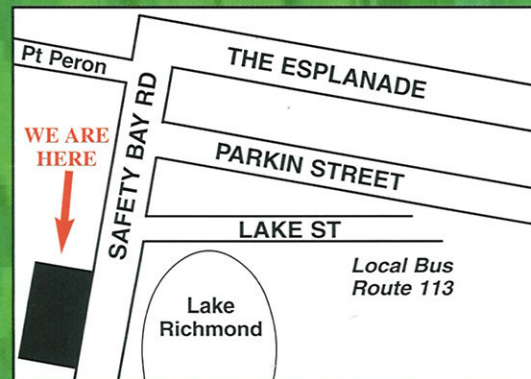 Pt Peron
THE ESPLANADE
SAFETY BAY RD
WE ARE
HERE
PARKIN STREET
LAKE ST
Local Bus
Route 113
Lake
Richmond